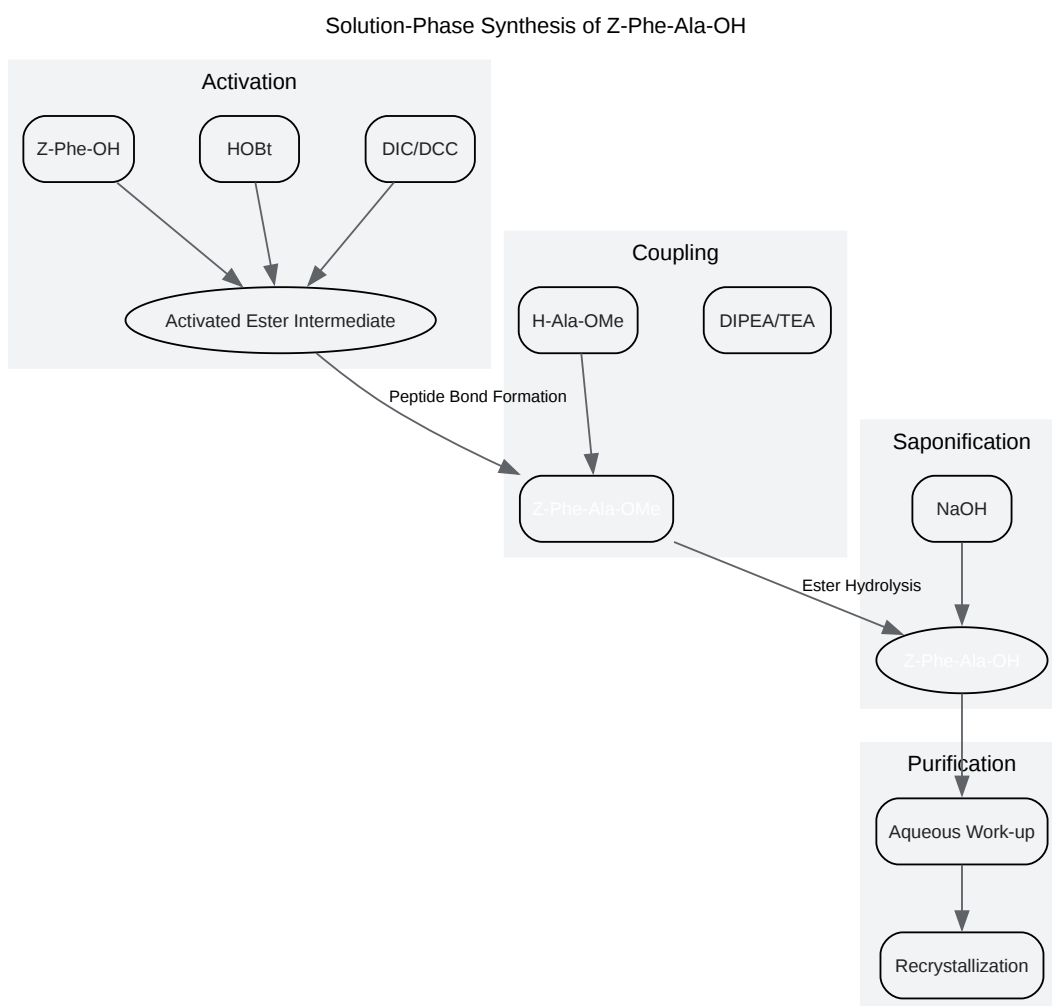 Solution-Phase Synthesis of Z-Phe-Ala-OH
Activation
Z-Phe-OH
HOBt
DIC/DCC
Activated Ester Intermediate
Coupling
H-Ala-OMe
DIPEA/TEA
Peptide Bond Formation
Z-Phe-Ala-OMe
Saponification
NaOH
Ester Hydrolysis
Z-Phe-Ala-OH
Purification
Aqueous Work-up
Recrystallization